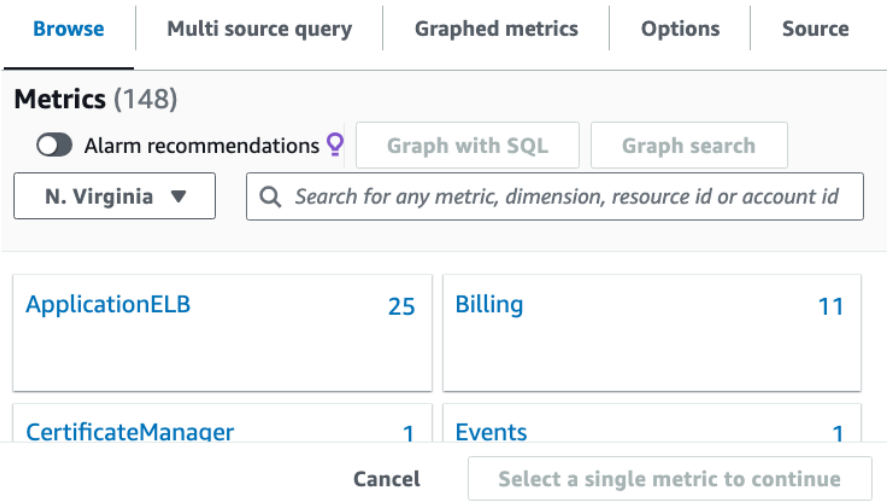 Browse Multi source query Graphed metrics Options Source
Metrics (148)
Alarm recommendations Graph with SQL Graph search
N. Virginia Search for any metric, dimension, resource id or account id
ApplicationELB 25 Billing 11
CertificateManager 1 Events 1
Cancel Select a single metric to continue